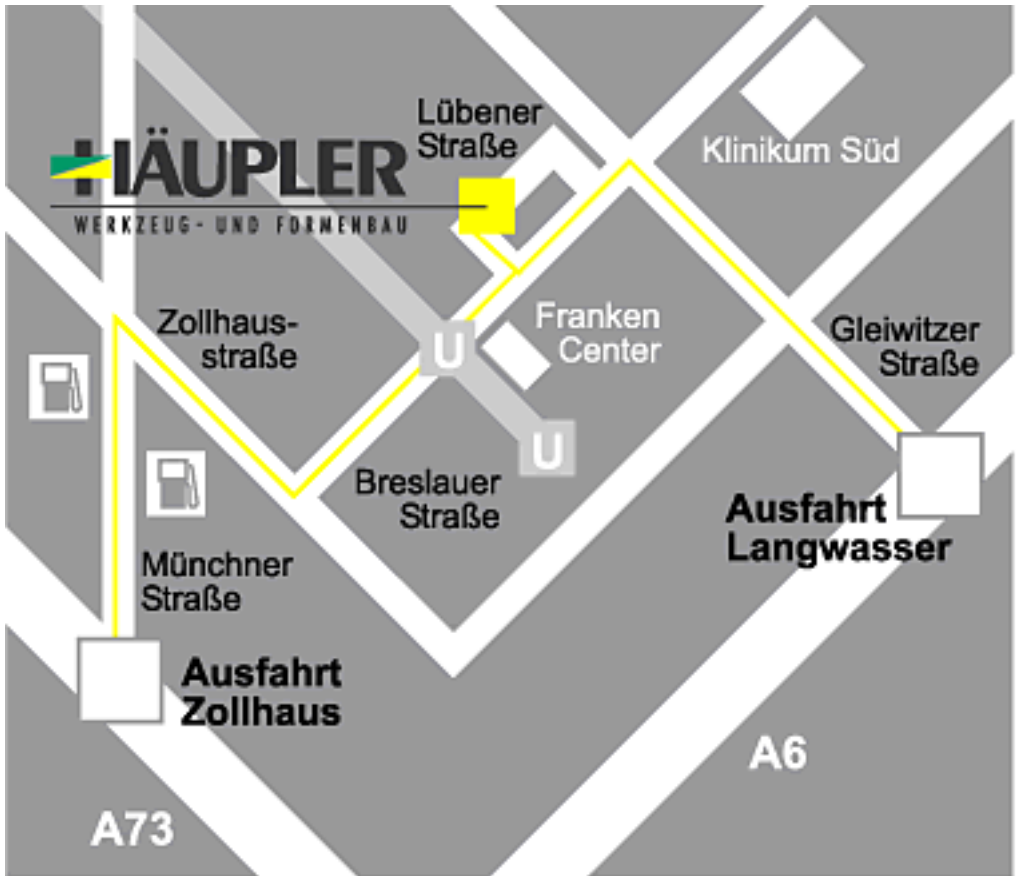 Lübener
Straße
HÄUPLER
WERKZEUG- UND FORMENBAU
Klinikum Süd
Zollhaus-
straße
Franken
Center
Gleiwitzer
Straße
U
U
Breslauer
Straße
Ausfahrt
Langwasser
Münchner
Straße
Ausfahrt
Zollhaus
A6
A73